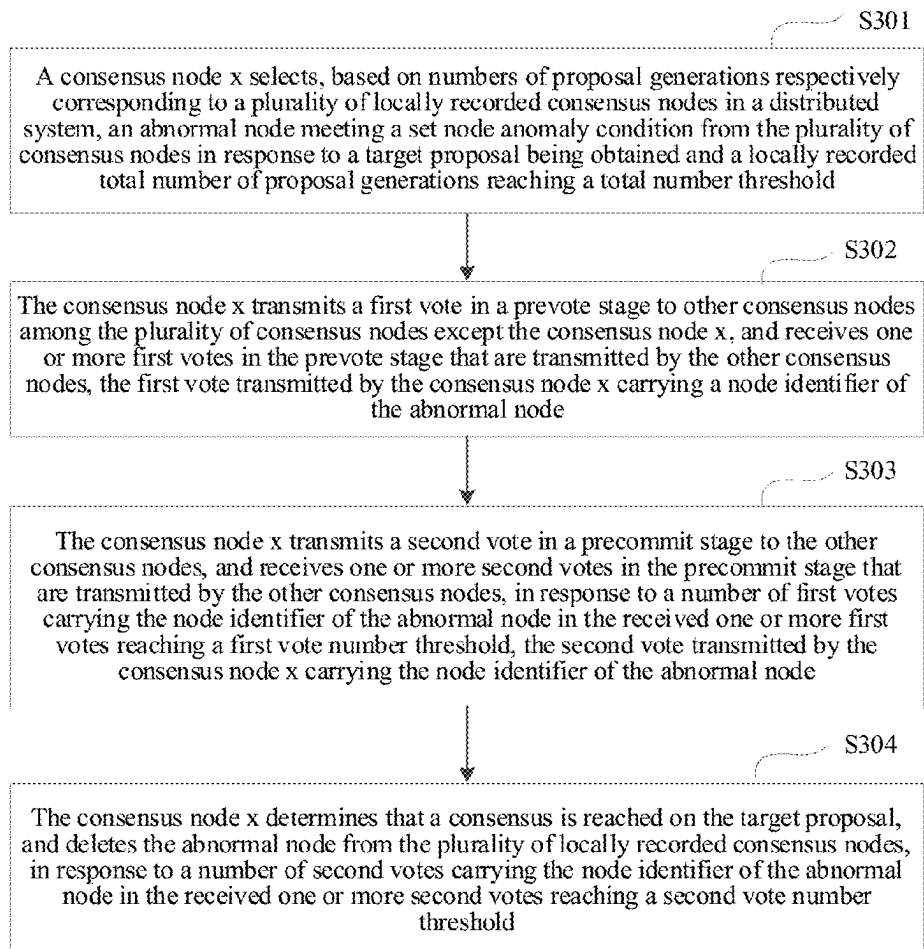 S301
A consensus node x selects, based on numbers of proposal generations respectively
corresponding to a plurality of locally recorded consensus nodes in a distributed
system, an abnormal node meeting a set node anomaly condition from the plurality of
consensus nodes in response to a target proposal being obtained and a locally recorded
total number of proposal generations reaching a total number threshold
S302
The consensus node x transmits a first vote in a prevote stage to other consensus nodes
among the plurality of consensus nodes except the consensus node x, and receives one
or more first votes in the prevote stage that are transmitted by the other consensus
nodes, the first vote transmitted by the consensus node x carrying a node identifier of
the abnormal node
S303
The consensus node x transmits a second vote in a precommit stage to the other
consensus nodes, and receives one or more second votes in the precommit stage that
are transmitted by the other consensus nodes, in response to a number of first votes
carrying the node identifier of the abnormal node in the received one or more first
votes reaching a first vote number threshold, the second vote transmitted by the
consensus node x carrying the node identifier of the abnormal node
S304
The consensus node x determines that a consensus is reached on the target proposal,
and deletes the abnormal node from the plurality of locally recorded consensus nodes,
in response to a number of second votes carrying the node identifier of the abnormal
node in the received one or more second votes reaching a second vote number
threshold